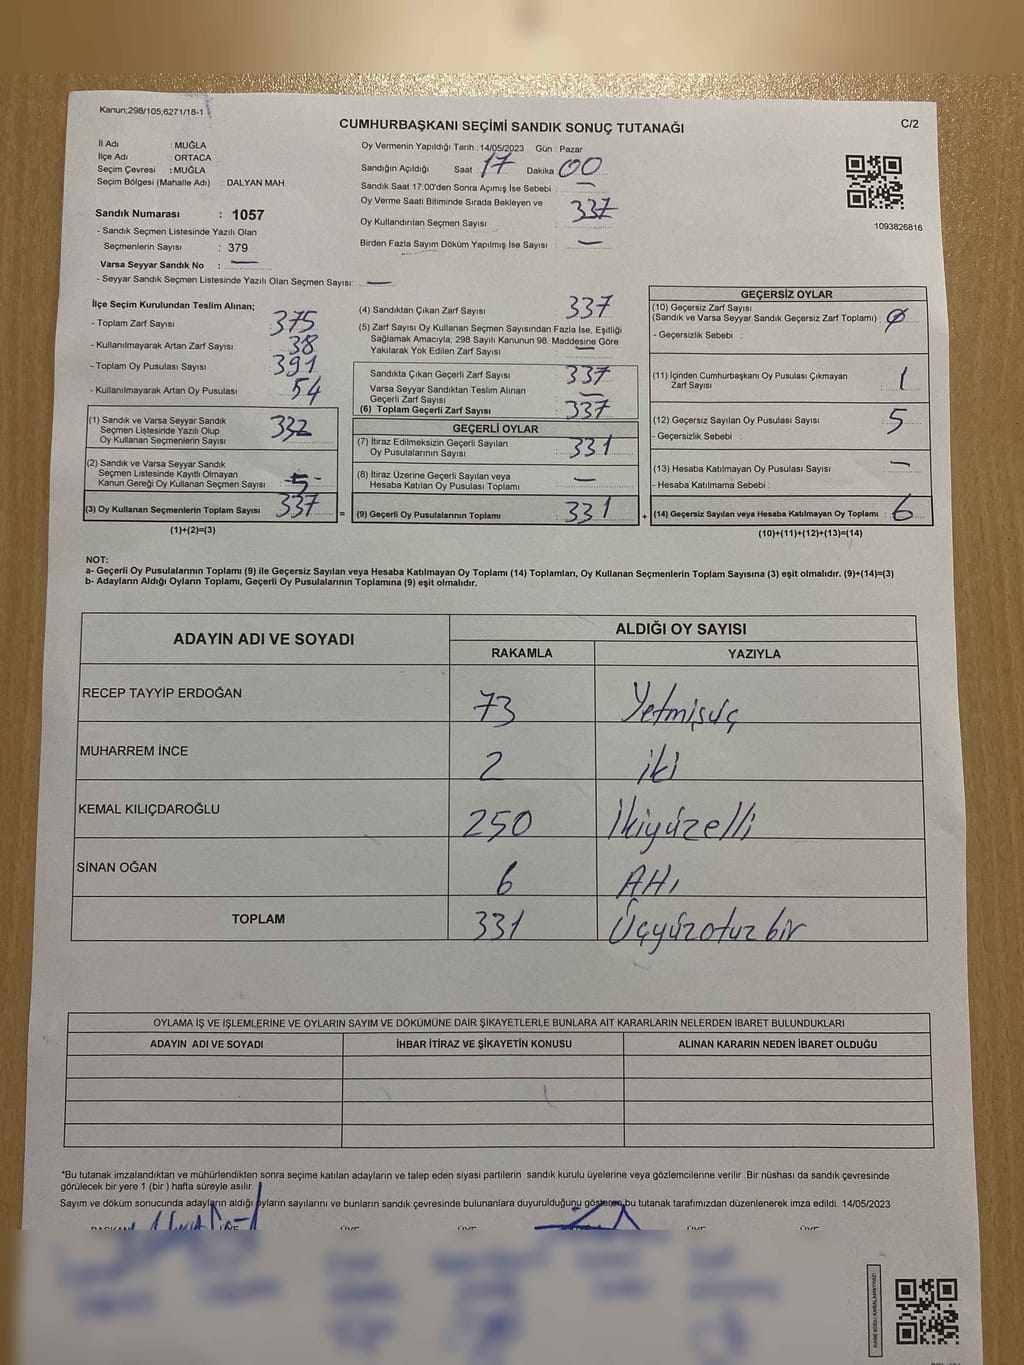 Kanun;298/105;6271/18-1
CUMHURBAŞKANI SEÇİMİ SANDIK SONUÇ TUTANAĞI
C/2
İl Adı : MUĞLA
İlçe Adı : ORTACA
Seçim Çevresi : MUĞLA
Seçim Bölgesi (Mahalle Adı) : DALYAN MAH.
Sandık Numarası : 1057
- Sandık Seçmen Listesinde Yazılı Olan
Seçmenlerin Sayısı : 379
Varsa Seyyar Sandık No : —
- Seyyar Sandık Seçmen Listesinde Yazılı Olan Seçmen Sayısı: —
Oy Vermenin Yapıldığı Tarih : 14/05/2023 Gün : Pazar
Sandığın Açıldığı Saat 17 Dakika 00
Sandık Saat 17:00'den Sonra Açımış İse Sebebi : —
Oy Verme Saati Bitiminde Sırada Bekleyen ve
Oy Kullandırılan Seçmen Sayısı : 337
Birden Fazla Sayım Döküm Yapılmış İse Sayısı : —
1093826816
İlçe Seçim Kurulundan Teslim Alınan;
- Toplam Zarf Sayısı : 375
- Kullanılmayarak Artan Zarf Sayısı : 38
- Toplam Oy Pusulası Sayısı : 391
- Kullanılmayarak Artan Oy Pusulası : 54
(1) Sandık ve Varsa Seyyar Sandık
Seçmen Listesinde Yazılı Olup
Oy Kullanan Seçmenlerin Sayısı : 332
(2) Sandık ve Varsa Seyyar Sandık
Seçmen Listesinde Kayıtlı Olmayan
Kanun Gereği Oy Kullanan Seçmen Sayısı : 5
(3) Oy Kullanan Seçmenlerin Toplam Sayısı : 337
(1)+(2)=(3)
(4) Sandıktan Çıkan Zarf Sayısı : 337
(5) Zarf Sayısı Oy Kullanan Seçmen Sayısından Fazla İse, Eşitliği
Sağlamak Amacıyla; 298 Sayılı Kanunun 98. Maddesine Göre
Yakılarak Yok Edilen Zarf Sayısı : —
Sandıkta Çıkan Geçerli Zarf Sayısı : 337
Varsa Seyyar Sandıktan Teslim Alınan
Geçerli Zarf Sayısı : —
(6) Toplam Geçerli Zarf Sayısı : 337
GEÇERLİ OYLAR
(7) İtiraz Edilmeksizin Geçerli Sayılan
Oy Pusulalarının Sayısı : 331
(8) İtiraz Üzerine Geçerli Sayılan veya
Hesaba Katılan Oy Pusulası Toplamı : —
= (9) Geçerli Oy Pusulalarının Toplamı : 331
GEÇERSİZ OYLAR
(10) Geçersiz Zarf Sayısı
(Sandık ve Varsa Seyyar Sandık Geçersiz Zarf Toplamı) : 0
- Geçersizlik Sebebi :
(11) İçinden Cumhurbaşkanı Oy Pusulası Çıkmayan
Zarf Sayısı : 1
(12) Geçersiz Sayılan Oy Pusulası Sayısı : 5
- Geçersizlik Sebebi :
(13) Hesaba Katılmayan Oy Pusulası Sayısı : —
- Hesaba Katılmama Sebebi :
+ (14) Geçersiz Sayılan veya Hesaba Katılmayan Oy Toplamı : 6
(10)+(11)+(12)+(13)=(14)
NOT:
a- Geçerli Oy Pusulalarının Toplamı (9) ile Geçersiz Sayılan veya Hesaba Katılmayan Oy Toplamı (14) Toplamları, Oy Kullanan Seçmenlerin Toplam Sayısına (3) eşit olmalıdır. (9)+(14)=(3)
b- Adayların Aldığı Oyların Toplamı, Geçerli Oy Pusulalarının Toplamına (9) eşit olmalıdır.
ADAYIN ADI VE SOYADI ALDIĞI OY SAYISI
RAKAMLA YAZIYLA
RECEP TAYYİP ERDOĞAN 73 Yetmişüç
MUHARREM İNCE 2 iki
KEMAL KILIÇDAROĞLU 250 İkiyüzelli
SİNAN OĞAN 6 Altı
TOPLAM 331 Üçyüzotuzbir
OYLAMA İŞ VE İŞLEMLERİNE VE OYLARIN SAYIM VE DÖKÜMÜNE DAİR ŞİKAYETLERLE BUNLARA AİT KARARLARIN NELERDEN İBARET BULUNDUKLARI
ADAYIN ADI VE SOYADI İHBAR İTİRAZ VE ŞİKAYETİN KONUSU ALINAN KARARIN NEDEN İBARET OLDUĞU
*Bu tutanak imzalandıktan ve mühürlendikten sonra seçime katılan adayların ve talep eden siyasi partilerin sandık kurulu üyelerine veya gözlemcilerine verilir. Bir nüshası da sandık çevresinde
görülecek bir yere 1 (bir ) hafta süreyle asılır.
Sayım ve döküm sonucunda adayların aldığı oyların sayılarını ve bunların sandık çevresinde bulunanlara duyurulduğunu gösteren bu tutanak tarafımızdan düzenlenerek imza edildi. 14/05/2023
BAŞKAN ÜYE ÜYE ÜYE ÜYE ÜYE
KARE KODU KARALAMAYINIZ!